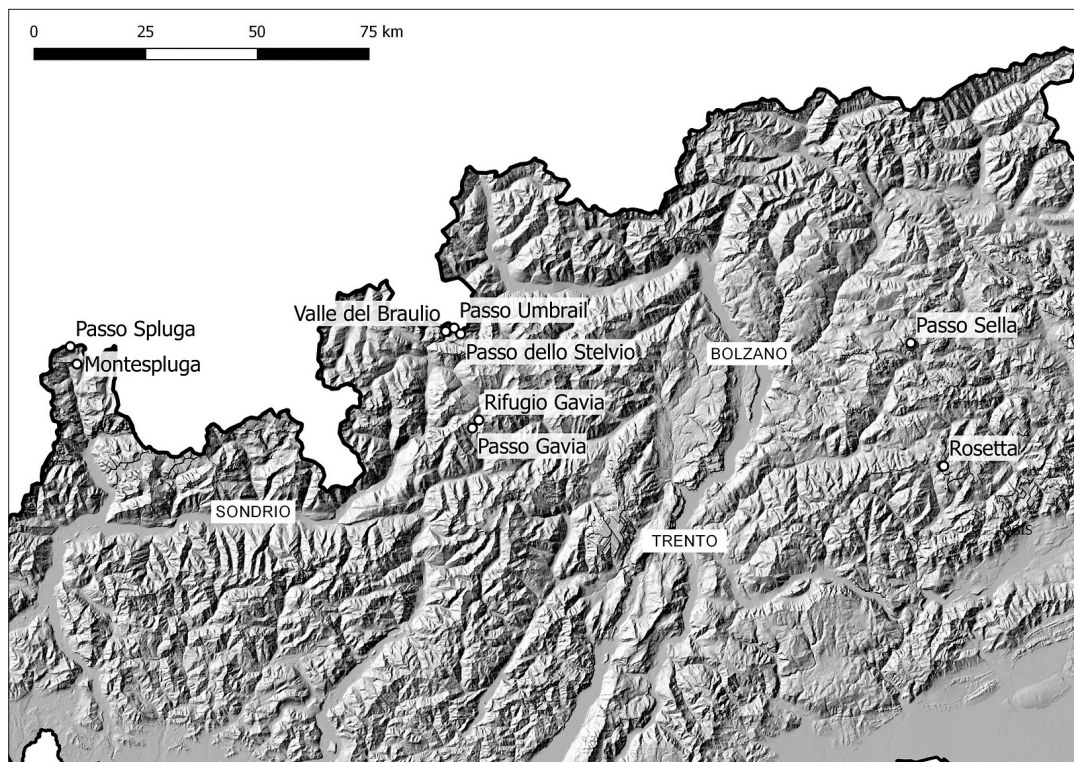 0 25 50 75 km
Valle del Braulio
Passo Umbrail
Passo Spluga
Passo Sella
Passo dello Stelvio
BOLZANO
Montespluga
Rifugio Gavia
Passo Gavia
Rosetta
SONDRIO
TRENTO